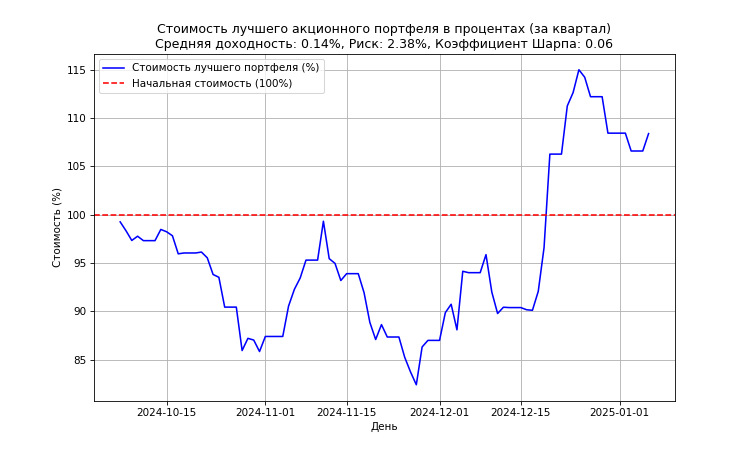 Стоимость лучшего акционного портфеля в процентах (за квартал)
Средняя доходность: 0.14%, Риск: 2.38%, Коэффициент Шарпа: 0.06
Стоимость лучшего портфеля (%)
Начальная стоимость (100%)
Стоимость (%)
115
110
105
100
95
90
85
2024-10-15
2024-11-01
2024-11-15
2024-12-01
2024-12-15
2025-01-01
День